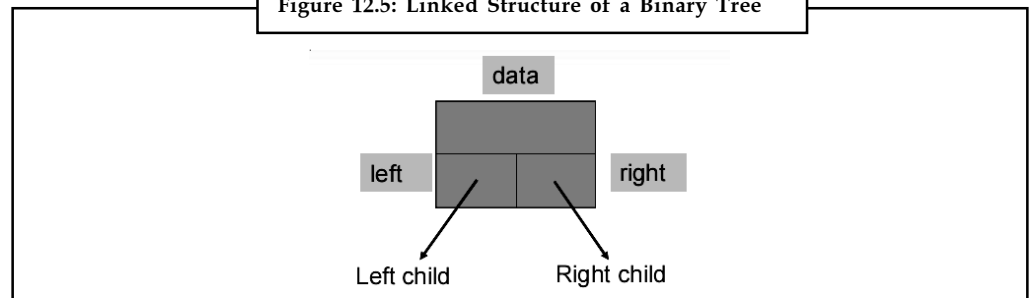 Figure 12.5: Linked Structure of a Binary Tree
data
left right
Left child Right child